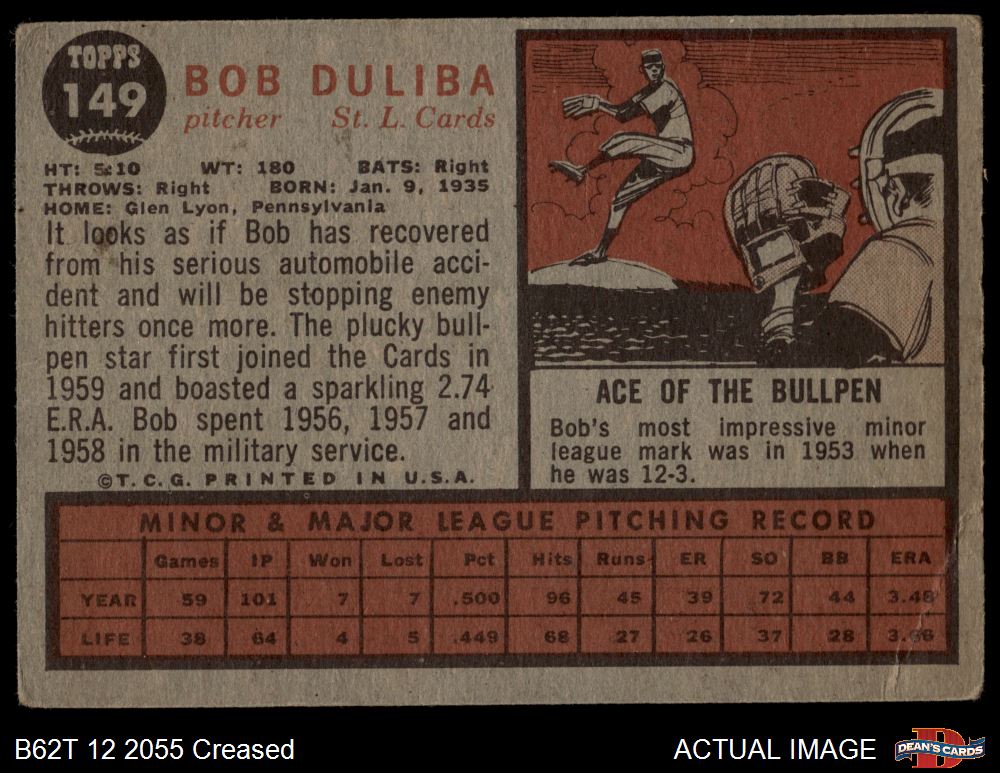 TOPPS
149
BOB DULIBA
pitcher St. L. Cards
HT: 5:10 WT: 180 BATS: Right
THROWS: Right BORN: Jan. 9, 1935
HOME: Glen Lyon, Pennsylvania
It looks as if Bob has recovered
from his serious automobile acci-
dent and will be stopping enemy
hitters once more. The plucky bull-
pen star first joined the Cards in
1959 and boasted a sparkling 2.74
E.R.A. Bob spent 1956, 1957 and
1958 in the military service.
©T.C.G. PRINTED IN U.S.A.
ACE OF THE BULLPEN
Bob's most impressive minor
league mark was in 1953 when
he was 12-3.
MINOR & MAJOR LEAGUE PITCHING RECORD
Games IP Won Lost Pct Hits Runs ER SO BB ERA
YEAR 59 101 7 7 .500 96 45 39 72 44 3.48
LIFE 38 64 4 5 .449 68 27 26 37 28 3.66
B62T 12 2055 Creased
ACTUAL IMAGE
DEAN'S CARDS